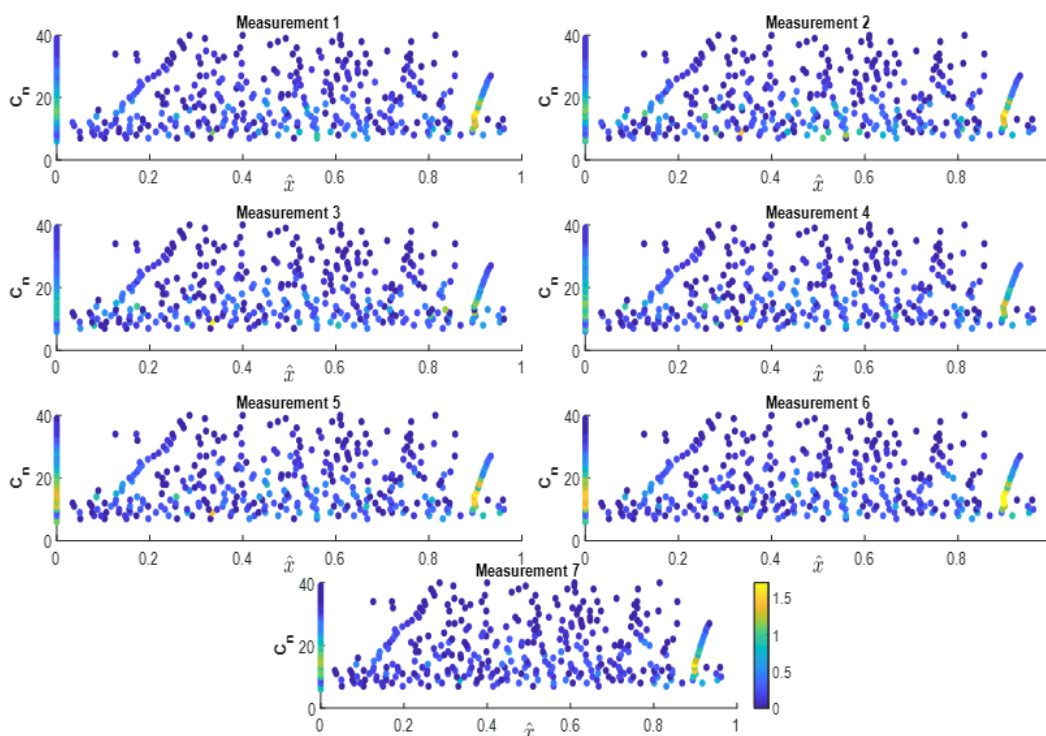 Measurement 1
40
20
0
C_n
0 0.2 0.4 0.6 0.8 1
x̂
Measurement 2
40
20
0
C_n
0 0.2 0.4 0.6 0.8
x̂
Measurement 3
40
20
0
C_n
0 0.2 0.4 0.6 0.8 1
x̂
Measurement 4
40
20
0
C_n
0 0.2 0.4 0.6 0.8
x̂
Measurement 5
40
20
0
C_n
0 0.2 0.4 0.6 0.8 1
x̂
Measurement 6
40
20
0
C_n
0 0.2 0.4 0.6 0.8
x̂
Measurement 7
40
20
0
C_n
0 0.2 0.4 0.6 0.8 1
x̂
1.5
1
0.5
0